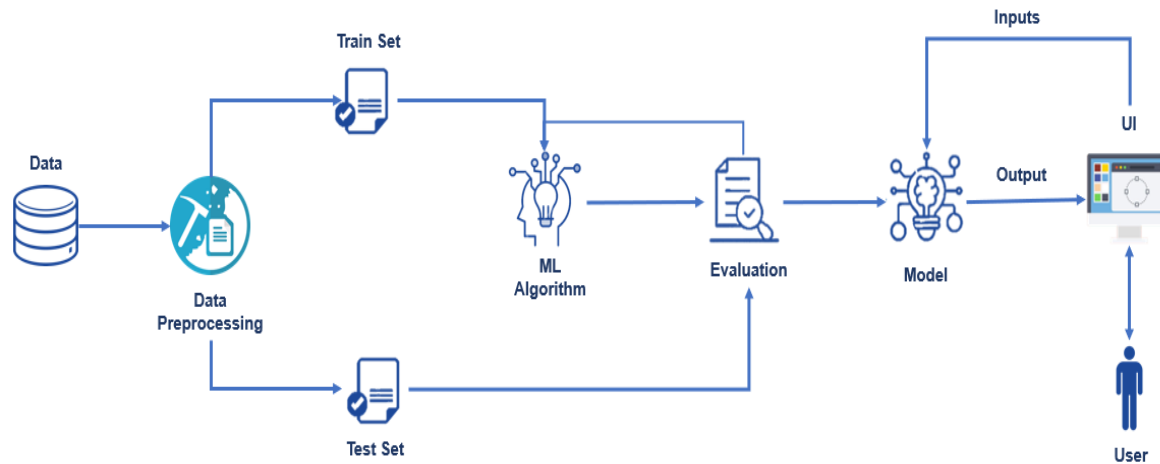 Inputs
Train Set
UI
Data
Output
ML
Algorithm
Evaluation
Model
Data
Preprocessing
Test Set
User